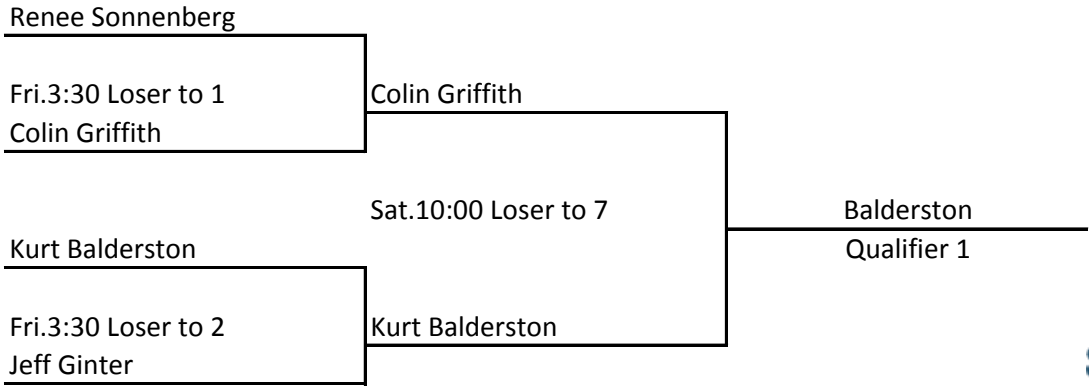 Renee Sonnenberg
Fri.3:30 Loser to 1
Colin Griffith
Colin Griffith
Sat.10:00 Loser to 7
Balderston
Kurt Balderston
Qualifier 1
Fri.3:30 Loser to 2
Kurt Balderston
Jeff Ginter